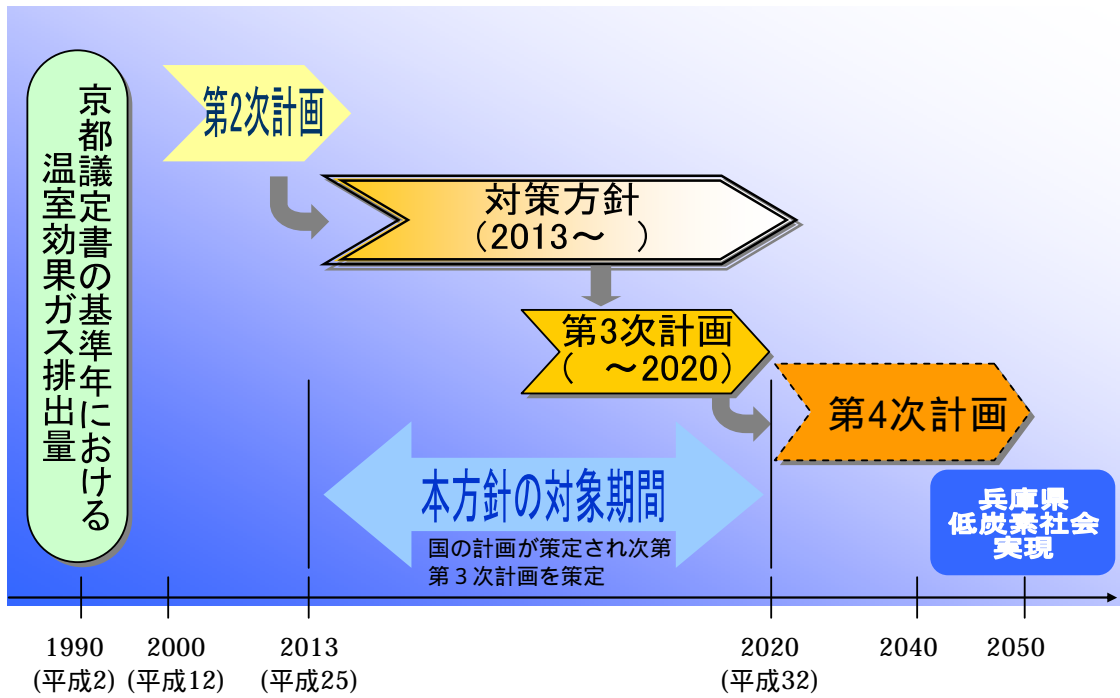 京都議定書の基準年における
温室効果ガス排出量
第2次計画
対策方針
（2013～　）
第3次計画
(　～2020)
第4次計画
本方針の対象期間
国の計画が策定され次第
第３次計画を策定
兵庫県
低炭素社会
実現
1990 2000 2013 2020 2040 2050
(平成2) (平成12) (平成25) (平成32)